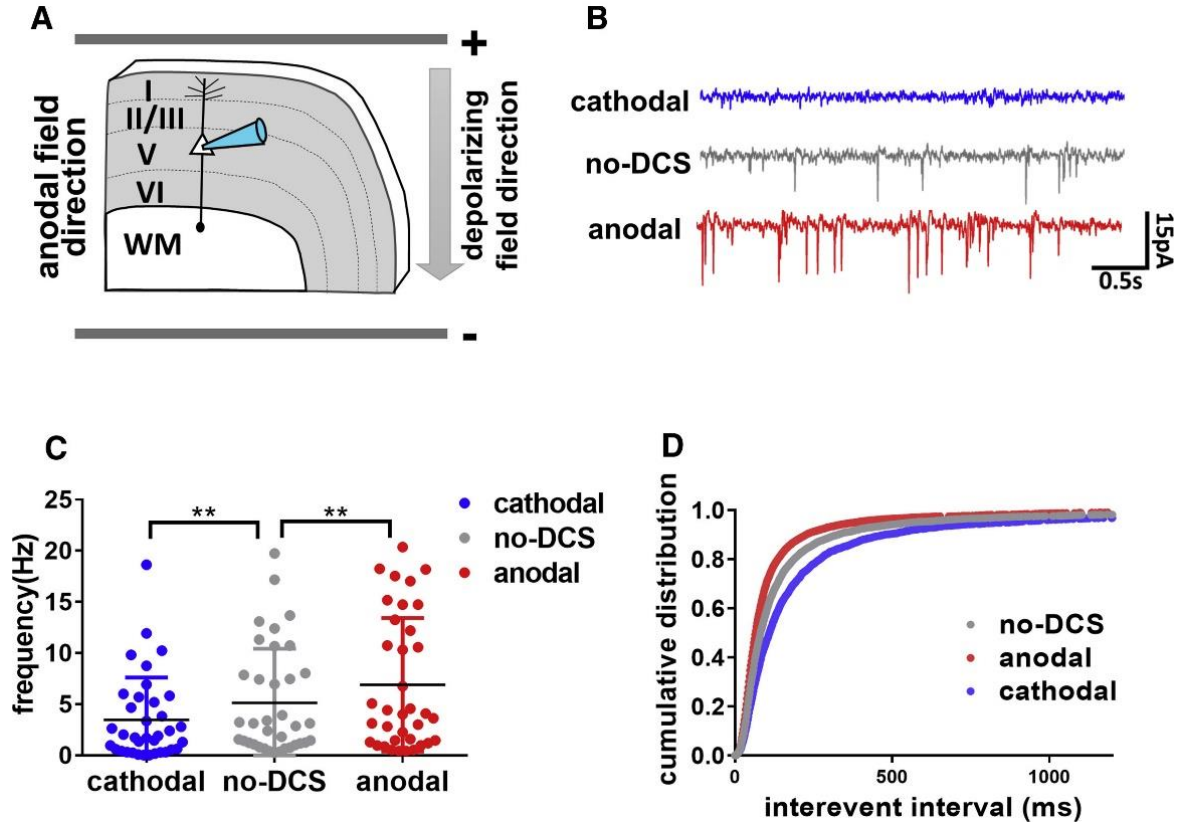 A
+
I
II/III
V
VI
WM
anodal field
direction
depolarizing
field direction
-
B
cathodal
no-DCS
anodal
15pA
0.5s
C
25
20
15
10
5
0
frequency(Hz)
**
**
cathodal
no-DCS
anodal
cathodal
no-DCS
anodal
D
1.0
0.8
0.6
0.4
0.2
0.0
cumulative distribution
no-DCS
anodal
cathodal
0
500
1000
interevent interval (ms)